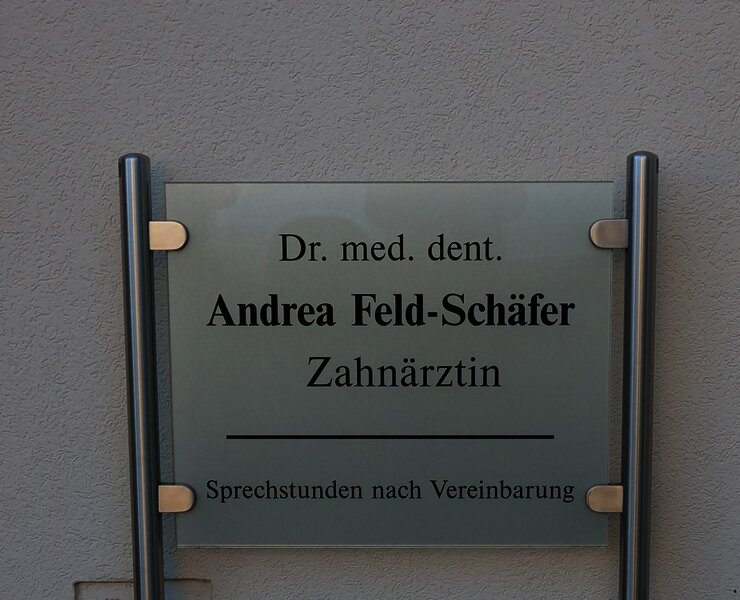 Dr. med. dent.
Andrea Feld-Schäfer
Zahnärztin
Sprechstunden nach Vereinbarung